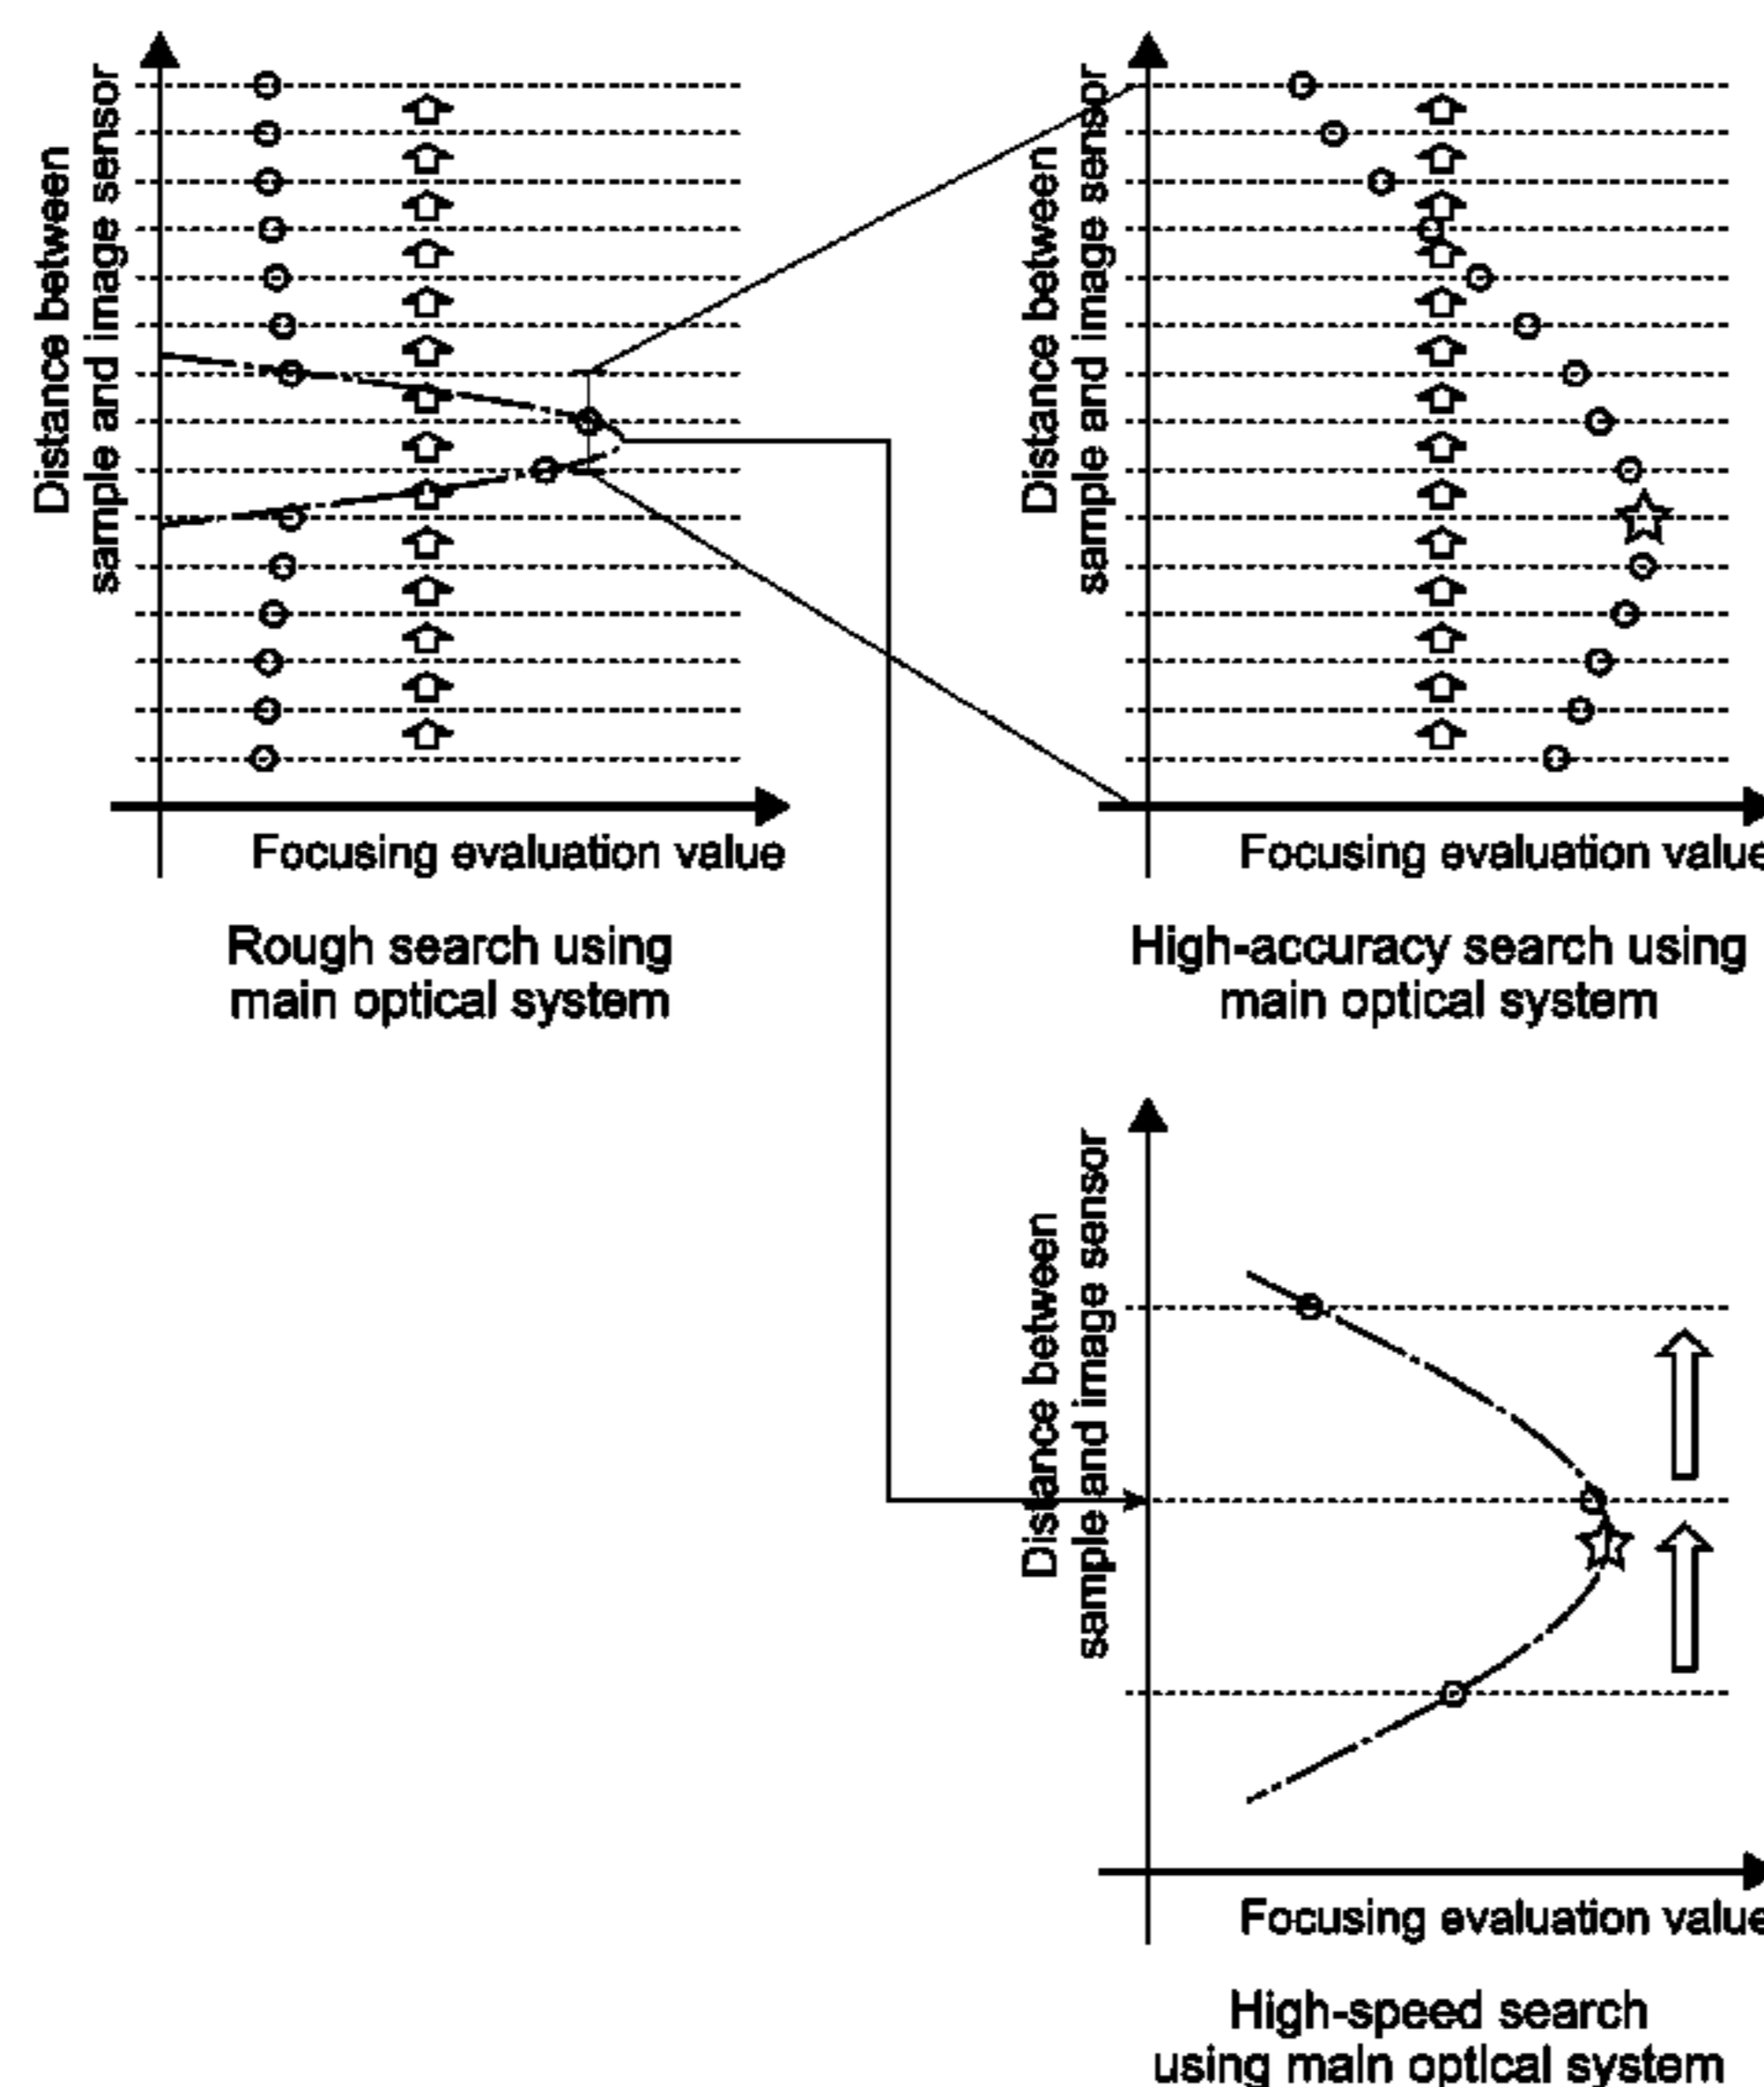 Distance between
sample and image sensor
Focusing evaluation value
Rough search using
main optical system
Distance between
sample and image sensor
Focusing evaluation value
High-accuracy search using
main optical system
Distance between
sample and image sensor
Focusing evaluation value
High-speed search
using main optical system